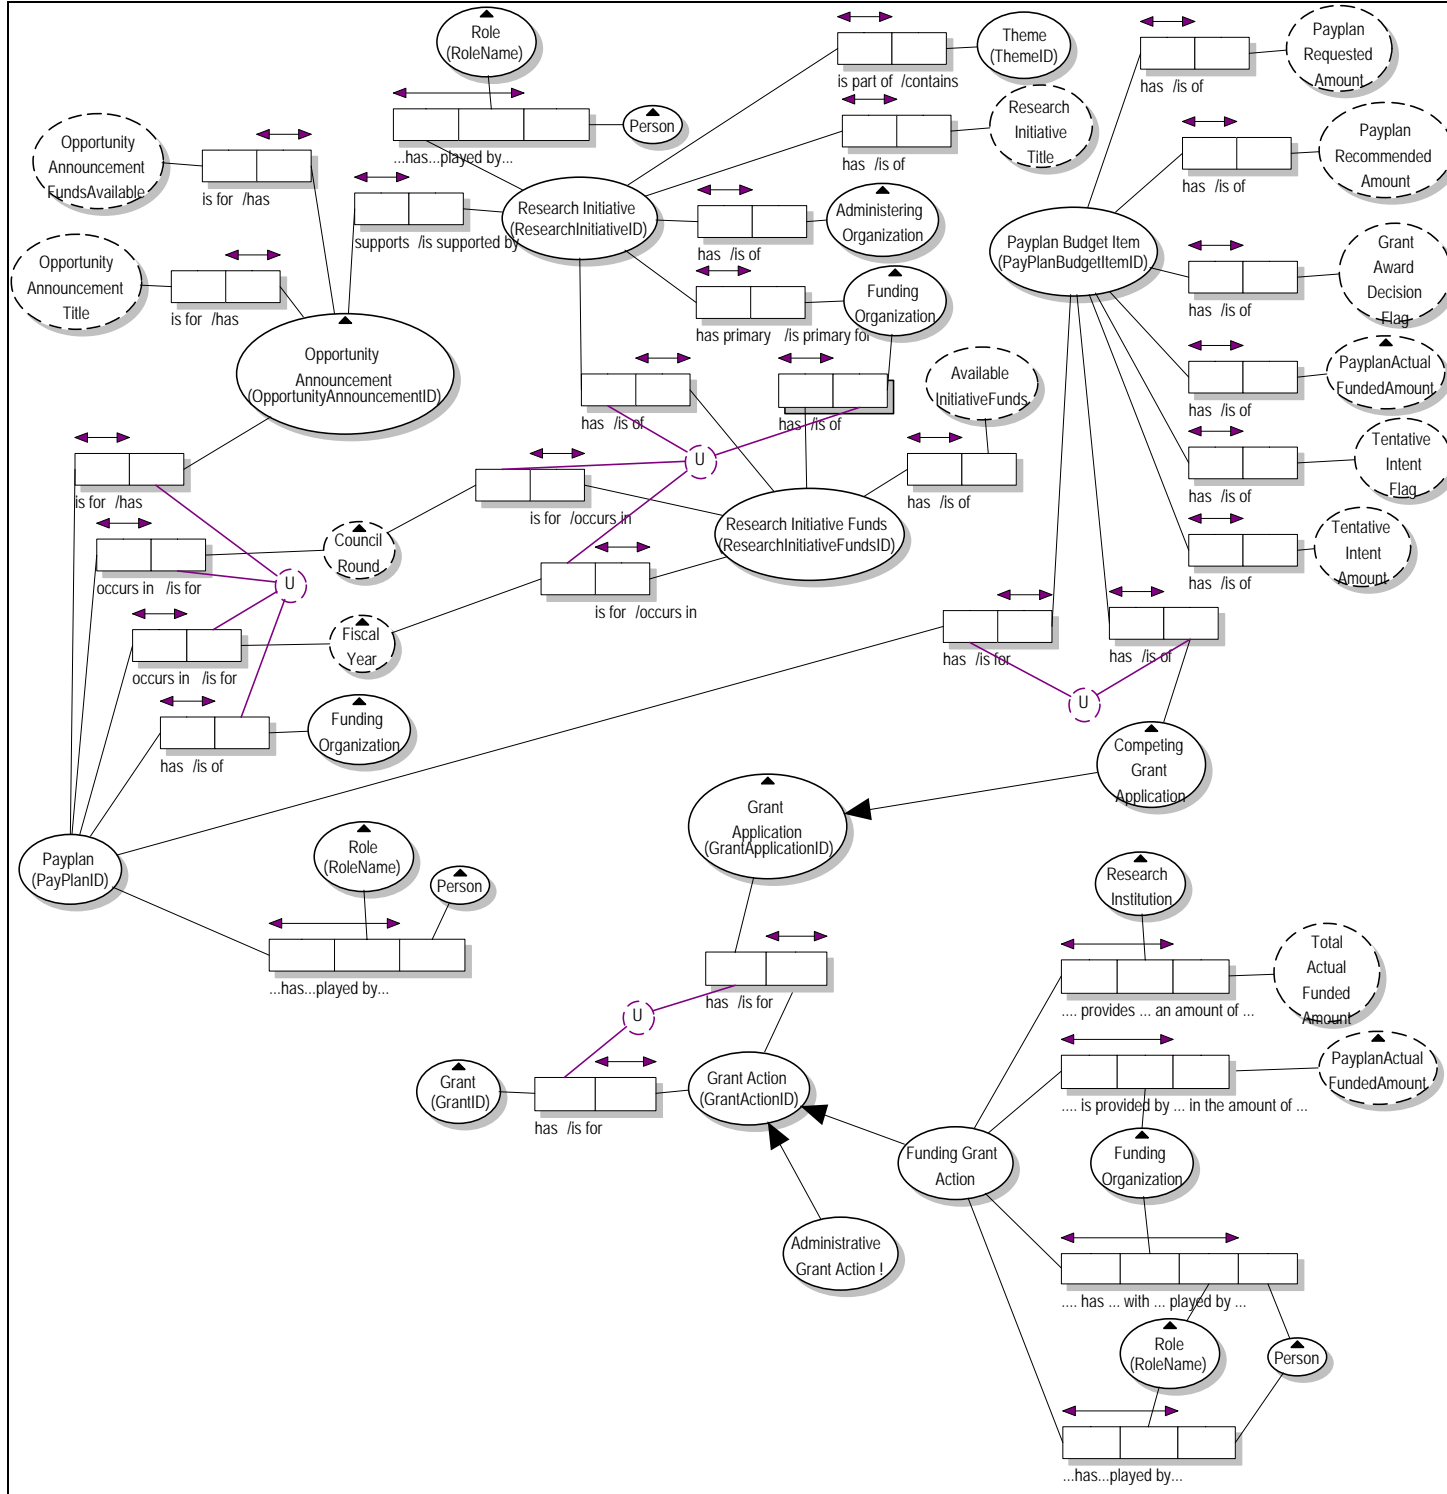 Role
(RoleName)
Person
...has...played by...
Theme
(ThemeID)
is part of /contains
Research
Initiative
Title
has /is of
Payplan
Requested
Amount
has /is of
Payplan
Recommended
Amount
has /is of
Opportunity
Announcement
FundsAvailable
is for /has
Opportunity
Announcement
Title
is for /has
supports /is supported by
Research Initiative
(ResearchInitiativeID)
Administering
Organization
has /is of
Funding
Organization
has primary /is primary for
Payplan Budget Item
(PayPlanBudgetItemID)
Grant
Award
Decision
Flag
has /is of
PayplanActual
FundedAmount
has /is of
Tentative
Intent
Flag
has /is of
Tentative
Intent
Amount
has /is of
Opportunity
Announcement
(OpportunityAnnouncementID)
has /is of
has /is of
Available
InitiativeFunds
has /is of
U
is for /has
is for /occurs in
Research Initiative Funds
(ResearchInitiativeFundsID)
Council
Round
occurs in /is for
U
is for /occurs in
Fiscal
Year
occurs in /is for
has /is for
has /is of
U
Funding
Organization
has /is of
Competing
Grant
Application
Grant
Application
(GrantApplicationID)
Payplan
(PayPlanID)
Role
(RoleName)
Person
...has...played by...
Research
Institution
Total
Actual
Funded
Amount
.... provides ... an amount of ...
has /is for
U
Grant
(GrantID)
has /is for
Grant Action
(GrantActionID)
PayplanActual
FundedAmount
.... is provided by ... in the amount of ...
Funding Grant
Action
Funding
Organization
Administrative
Grant Action !
.... has ... with ... played by ...
Role
(RoleName)
Person
...has...played by...